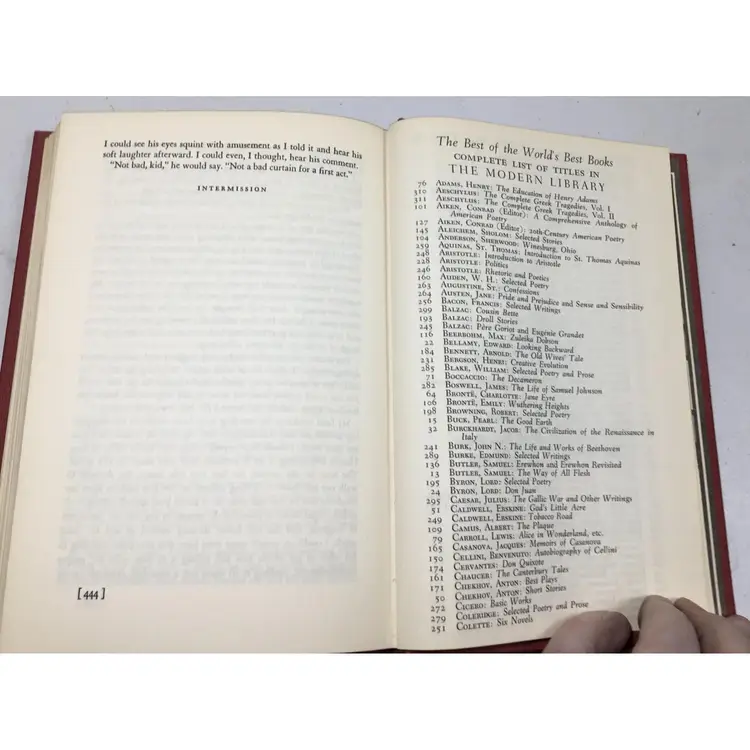 I could see his eyes squint with amusement as I told it and hear his
soft laughter afterward. I could even, I thought, hear his comment.
"Not bad, kid," he would say. "Not a bad curtain for a first act."
INTERMISSION
[ 444 ]
The Best of the World's Best Books
COMPLETE LIST OF TITLES IN
THE MODERN LIBRARY
76 ADAMS, HENRY: The Education of Henry Adams
310 AESCHYLUS: The Complete Greek Tragedies, Vol. I
311 AESCHYLUS: The Complete Greek Tragedies, Vol. II
101 AIKEN, CONRAD (Editor): A Comprehensive Anthology of
American Poetry
127 AIKEN, CONRAD (Editor): 20th-Century American Poetry
145 ALEICHEM, SHOLOM: Selected Stories
104 ANDERSON, SHERWOOD: Winesburg, Ohio
259 AQUINAS, ST. THOMAS: Introduction to St. Thomas Aquinas
248 ARISTOTLE: Introduction to Aristotle
228 ARISTOTLE: Politics
246 ARISTOTLE: Rhetoric and Poetics
160 AUDEN, W. H.: Selected Poetry
263 AUGUSTINE, ST.: Confessions
264 AUSTEN, JANE: Pride and Prejudice and Sense and Sensibility
256 BACON, FRANCIS: Selected Writings
299 BALZAC: Cousin Bette
193 BALZAC: Droll Stories
245 BALZAC: Père Goriot and Eugénie Grandet
116 BEERBOHM, MAX: Zuleika Dobson
22 BELLAMY, EDWARD: Looking Backward
184 BENNETT, ARNOLD: The Old Wives' Tale
231 BERGSON, HENRI: Creative Evolution
285 BLAKE, WILLIAM: Selected Poetry and Prose
71 BOCCACCIO: The Decameron
282 BOSWELL, JAMES: The Life of Samuel Johnson
64 BRONTË, CHARLOTTE: Jane Eyre
106 BRONTË, EMILY: Wuthering Heights
198 BROWNING, ROBERT: Selected Poetry
15 BUCK, PEARL: The Good Earth
32 BURCKHARDT, JACOB: The Civilization of the Renaissance in
Italy
241 BURK, JOHN N.: The Life and Works of Beethoven
289 BURKE, EDMUND: Selected Writings
136 BUTLER, SAMUEL: Erewhon and Erewhon Revisited
13 BUTLER, SAMUEL: The Way of All Flesh
195 BYRON, LORD: Selected Poetry
24 BYRON, LORD: Don Juan
295 CAESAR, JULIUS: The Gallic War and Other Writings
51 CALDWELL, ERSKINE: God's Little Acre
249 CALDWELL, ERSKINE: Tobacco Road
109 CAMUS, ALBERT: The Plague
79 CARROLL, LEWIS: Alice in Wonderland, etc.
165 CASANOVA, JACQUES: Memoirs of Casanova
150 CELLINI, BENVENUTO: Autobiography of Cellini
174 CERVANTES: Don Quixote
161 CHAUCER: The Canterbury Tales
171 CHEKHOV, ANTON: Best Plays
50 CHEKHOV, ANTON: Short Stories
272 CICERO: Basic Works
279 COLERIDGE: Selected Poetry and Prose
251 COLETTE: Six Novels